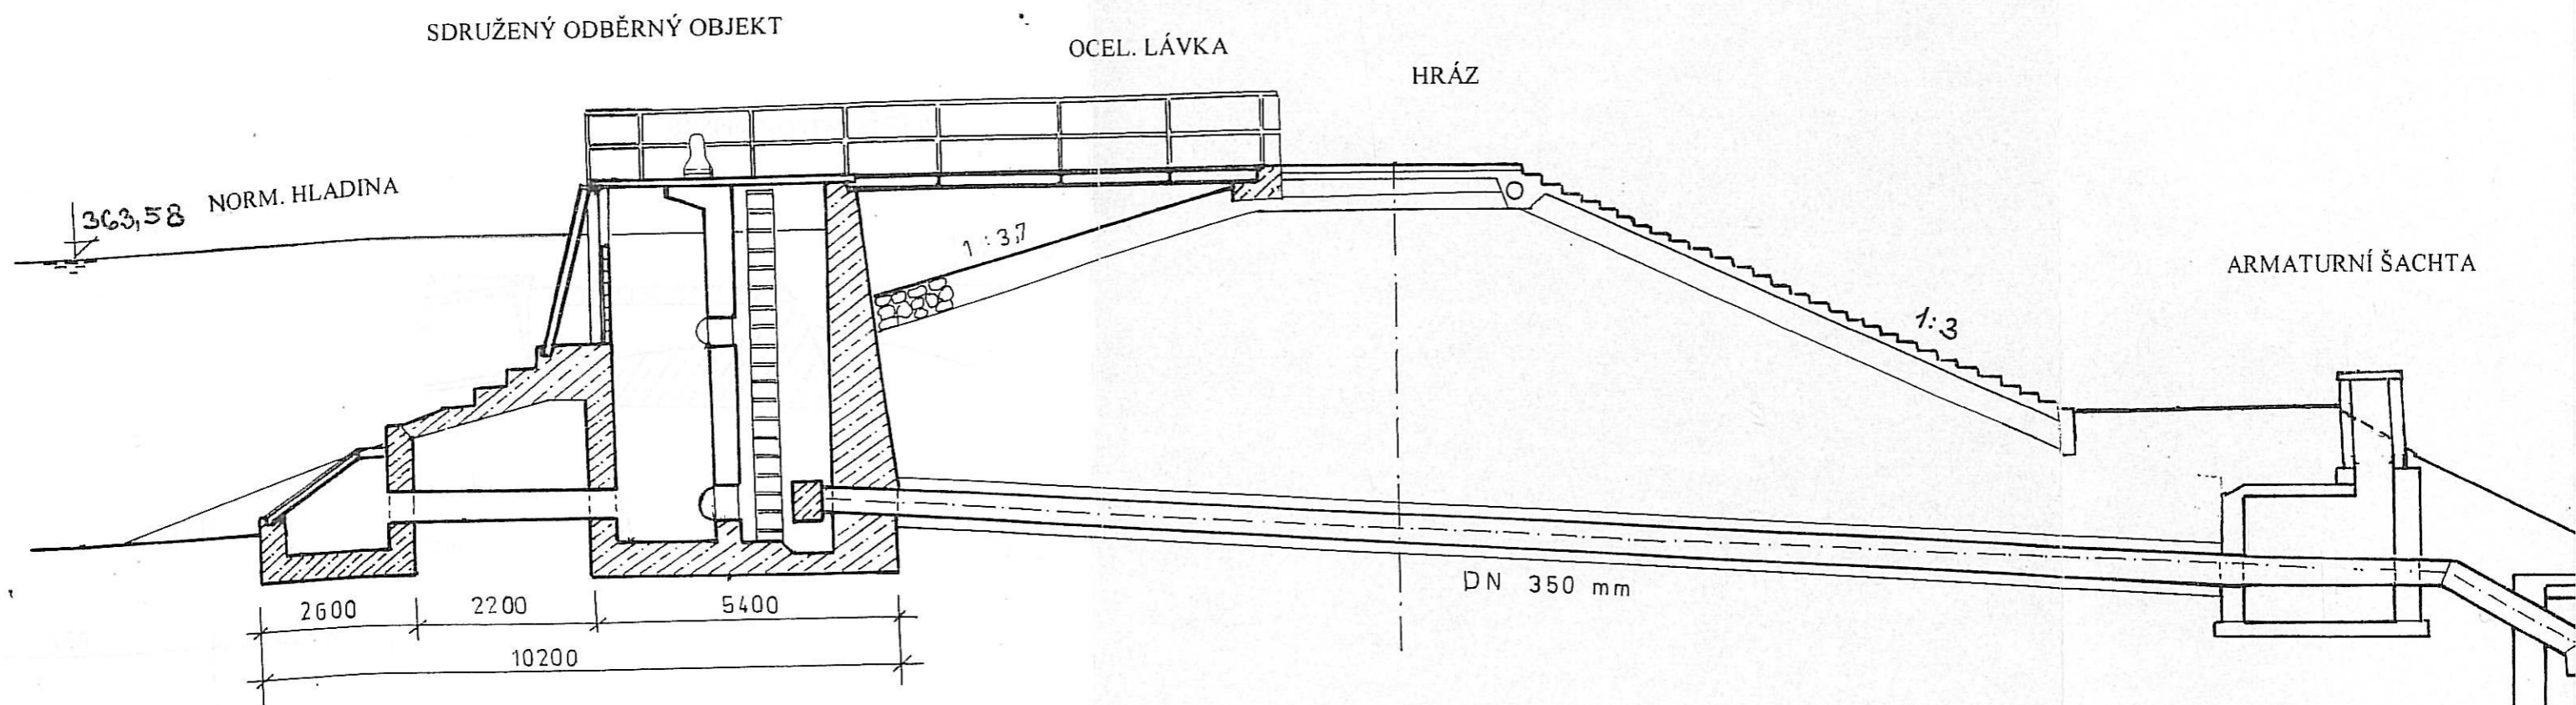 SDRUŽENÝ ODBĚRNÝ OBJEKT
OCEL. LÁVKA
HRÁZ
363,58 NORM. HLADINA
1:3,7
ARMATURNÍ ŠACHTA
1:3
DN 350 mm
2600
2200
5400
10200